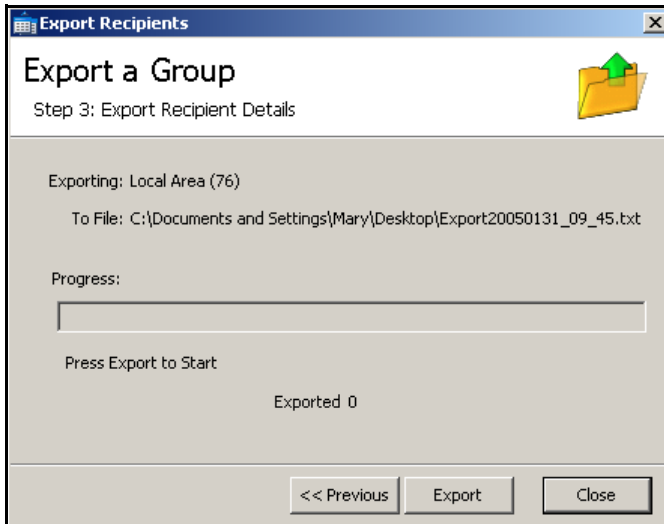 Export Recipients
Export a Group
Step 3: Export Recipient Details
Exporting: Local Area (76)
To File: C:\Documents and Settings\Mary\Desktop\Export20050131_09_45.txt
Progress:
Press Export to Start
Exported 0
<< Previous Export Close